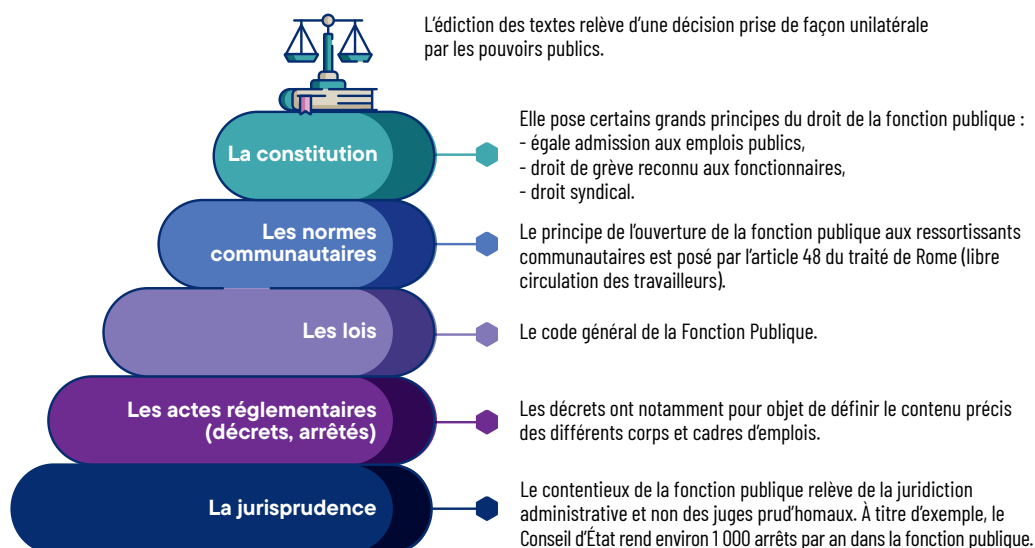 L'édiction des textes relève d'une décision prise de façon unilatérale
par les pouvoirs publics.
La constitution
Elle pose certains grands principes du droit de la fonction publique :
- égale admission aux emplois publics,
- droit de grève reconnu aux fonctionnaires,
- droit syndical.
Les normes
communautaires
Le principe de l'ouverture de la fonction publique aux ressortissants
communautaires est posé par l'article 48 du traité de Rome (libre
circulation des travailleurs).
Les lois
Le code général de la Fonction Publique.
Les actes réglementaires
(décrets, arrêtés)
Les décrets ont notamment pour objet de définir le contenu précis
des différents corps et cadres d'emplois.
La jurisprudence
Le contentieux de la fonction publique relève de la juridiction
administrative et non des juges prud'homaux. À titre d'exemple, le
Conseil d'État rend environ 1 000 arrêts par an dans la fonction publique.